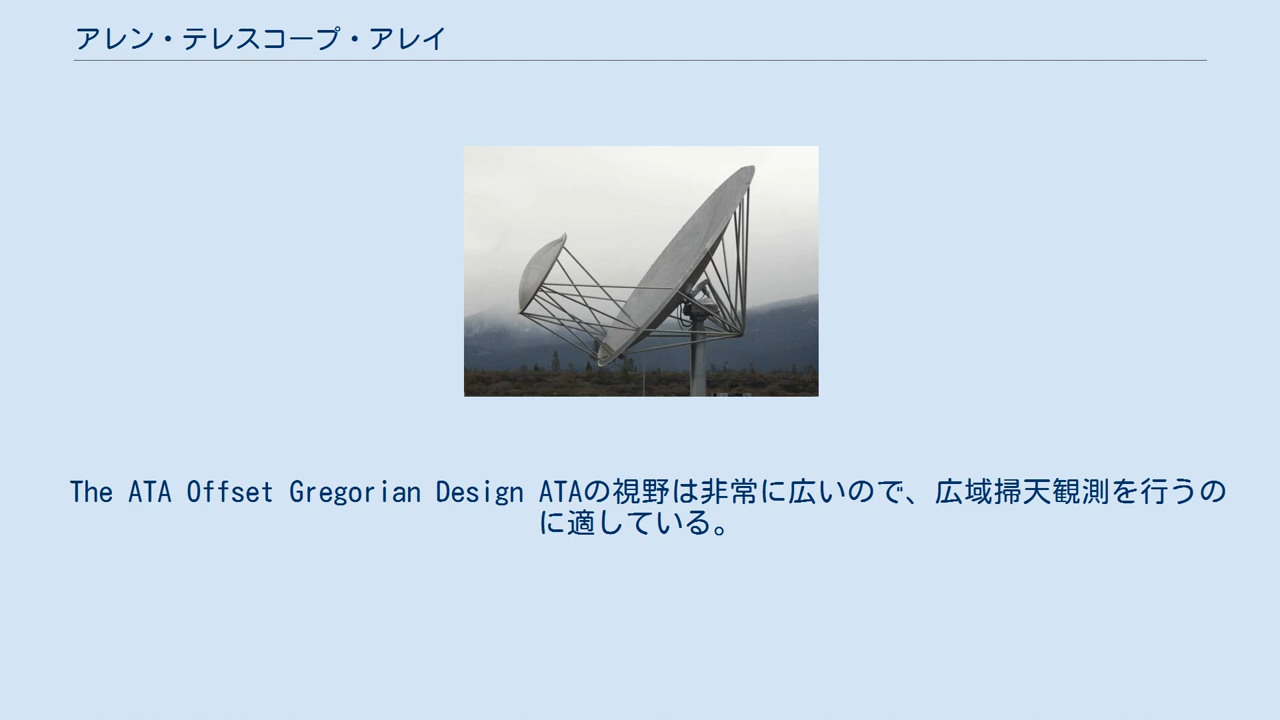 アレン・テレスコープ・アレイ
The ATA Offset Gregorian Design ATAの視野は非常に広いので、広域掃天観測を行うの
に適している。